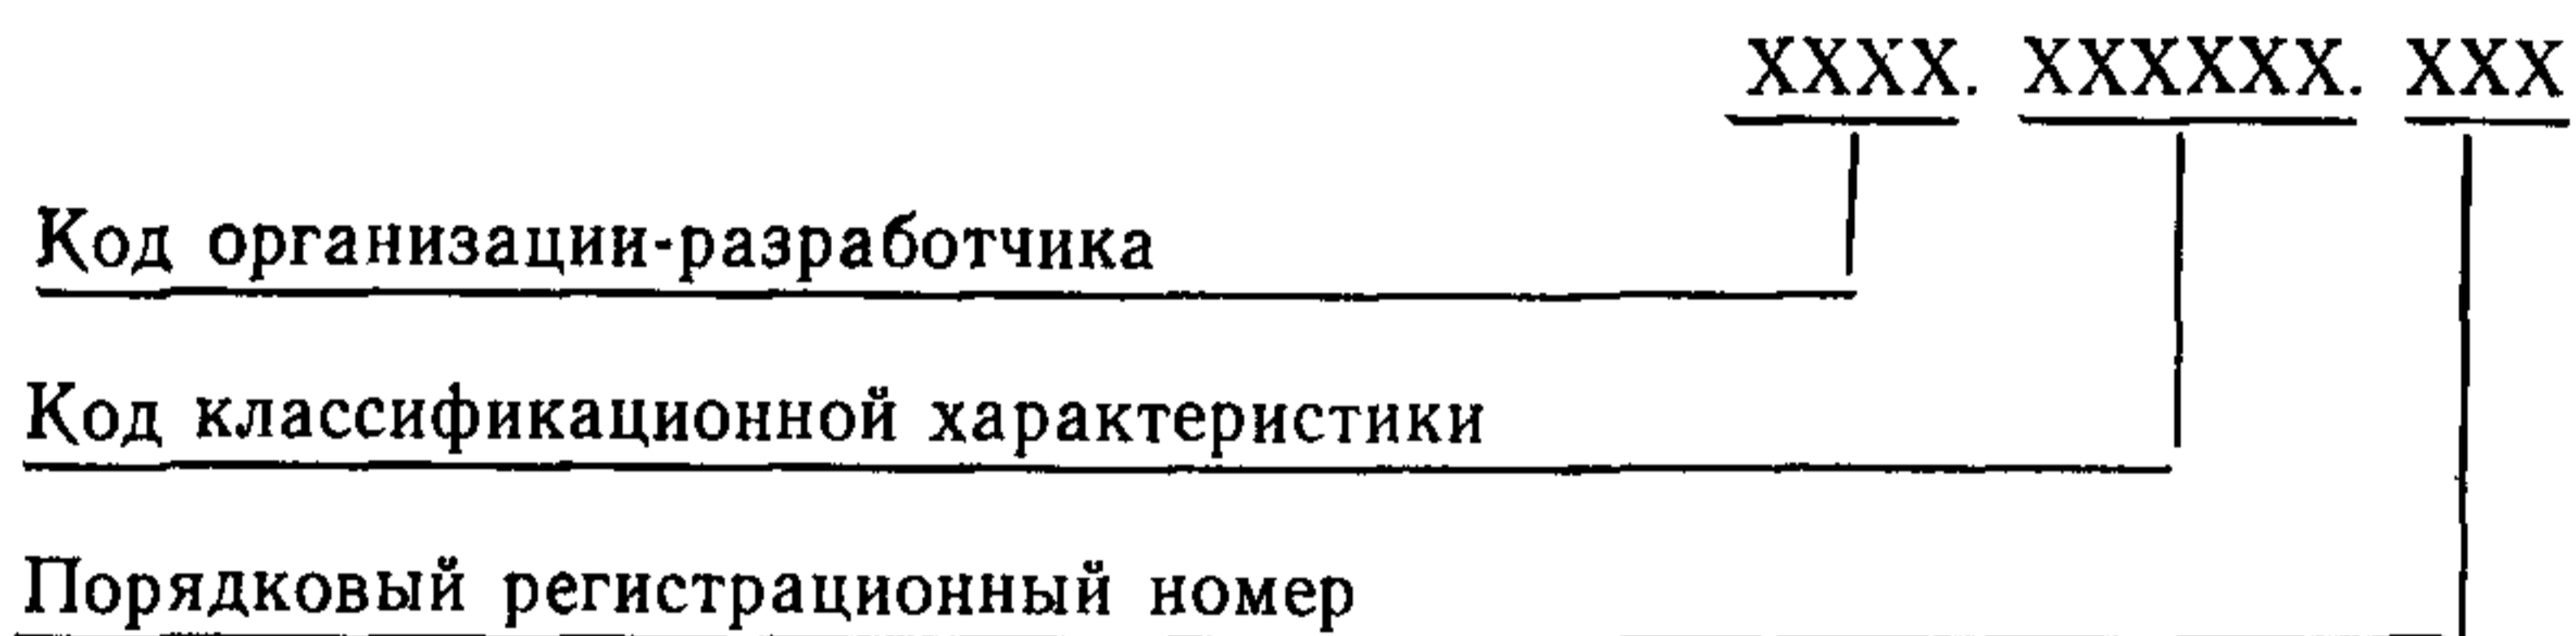 XXXX. XXXXXX. XXX
Код организации-разработчика
Код классификационной характеристики
Порядковый регистрационный номер